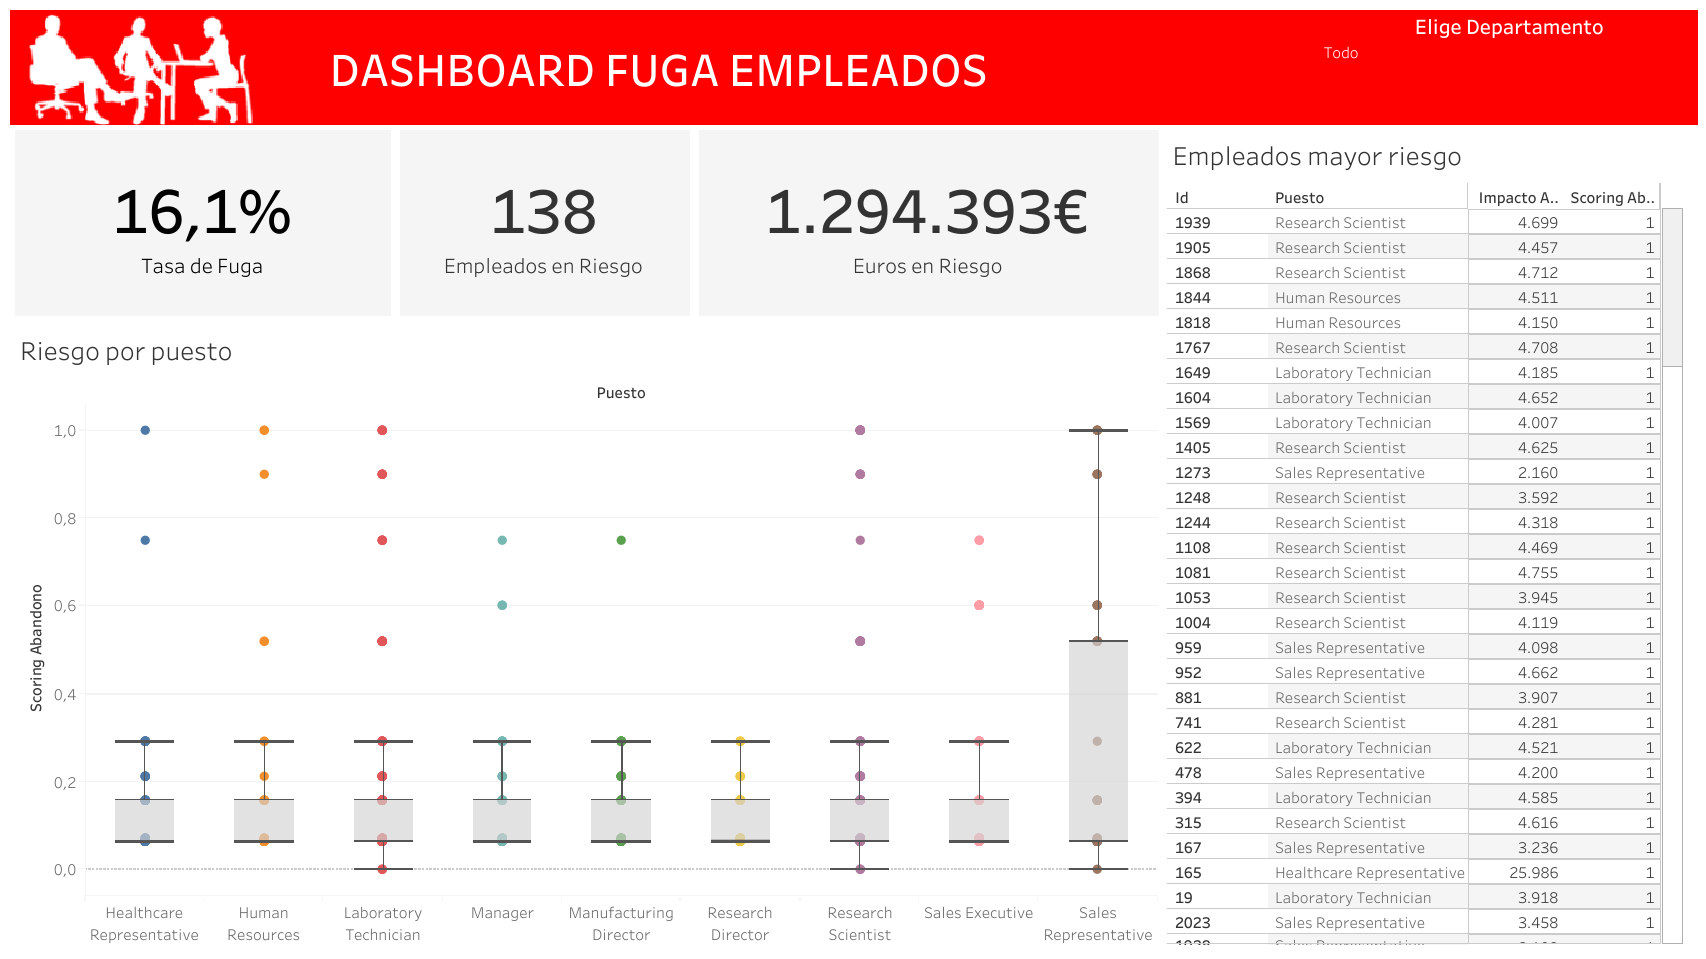 Elige Departamento
Todo
DASHBOARD FUGA EMPLEADOS
16,1%
Tasa de Fuga
138
Empleados en Riesgo
1.294.393€
Euros en Riesgo
Riesgo por puesto
Puesto
Scoring Abandono
1,0
0,8
0,6
0,4
0,2
0,0
Healthcare Representative
Human Resources
Laboratory Technician
Manager
Manufacturing Director
Research Director
Research Scientist
Sales Executive
Sales Representative
Empleados mayor riesgo
Id Puesto Impacto A.. Scoring Ab..
1939 Research Scientist 4.699 1
1905 Research Scientist 4.457 1
1868 Research Scientist 4.712 1
1844 Human Resources 4.511 1
1818 Human Resources 4.150 1
1767 Research Scientist 4.708 1
1649 Laboratory Technician 4.185 1
1604 Laboratory Technician 4.652 1
1569 Laboratory Technician 4.007 1
1405 Research Scientist 4.625 1
1273 Sales Representative 2.160 1
1248 Research Scientist 3.592 1
1244 Research Scientist 4.318 1
1108 Research Scientist 4.469 1
1081 Research Scientist 4.755 1
1053 Research Scientist 3.945 1
1004 Research Scientist 4.119 1
959 Sales Representative 4.098 1
952 Sales Representative 4.662 1
881 Research Scientist 3.907 1
741 Research Scientist 4.281 1
622 Laboratory Technician 4.521 1
478 Sales Representative 4.200 1
394 Laboratory Technician 4.585 1
315 Research Scientist 4.616 1
167 Sales Representative 3.236 1
165 Healthcare Representative 25.986 1
19 Laboratory Technician 3.918 1
2023 Sales Representative 3.458 1